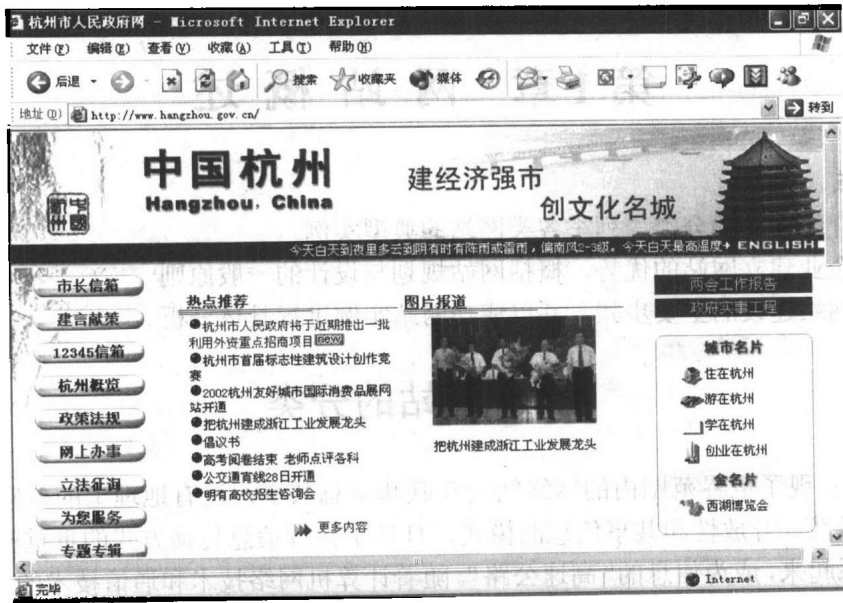 杭州市人民政府网 - Microsoft Internet Explorer
文件(F) 编辑(E) 查看(V) 收藏(A) 工具(T) 帮助(H)
后退 搜索 收藏夹 媒体
地址(D) http://www.hangzhou.gov.cn/ 转到
中国杭州
Hangzhou, China
建经济强市
创文化名城
今天白天到夜里多云到阴有时有阵雨或雷雨,偏南风2-3级。今天白天最高温度 ENGLISH
市长信箱
建言献策
12345信箱
杭州概览
政策法规
网上办事
立法征询
为您服务
专题专辑
热点推荐
●杭州市人民政府将于近期推出一批
利用外资重点招商项目 new
●杭州市首届标志性建筑设计创作竞
赛
●2002杭州友好城市国际消费品展网
站开通
●把杭州建成浙江工业发展龙头
●倡议书
●高考阅卷结束 老师点评各科
●公交通宵线28日开通
●明有高校招生咨询会
更多内容
图片报道
把杭州建成浙江工业发展龙头
两会工作报告
政府实事工程
城市名片
住在杭州
游在杭州
学在杭州
创业在杭州
金名片
西湖博览会
完毕 Internet